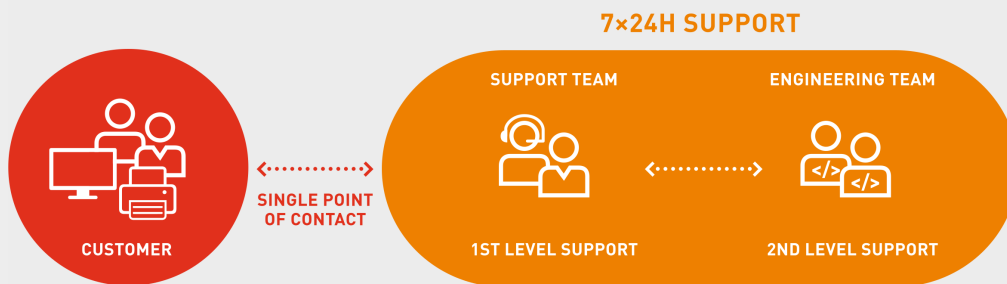 7×24H SUPPORT
SUPPORT TEAM
ENGINEERING TEAM
</>
</>
SINGLE POINT
OF CONTACT
CUSTOMER
1ST LEVEL SUPPORT
2ND LEVEL SUPPORT